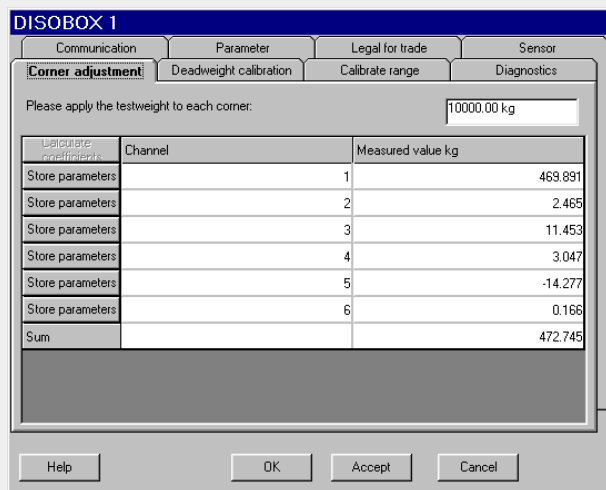 DISOBOX 1
Communication Parameter Legal for trade Sensor
Corner adjustment Deadweight calibration Calibrate range Diagnostics
Please apply the testweight to each corner: 10000.00 kg
Calculate
coefficients
Channel Measured value kg
Store parameters 1 469.891
Store parameters 2 2.465
Store parameters 3 11.453
Store parameters 4 3.047
Store parameters 5 -14.277
Store parameters 6 0.166
Sum 472.745
Help OK Accept Cancel